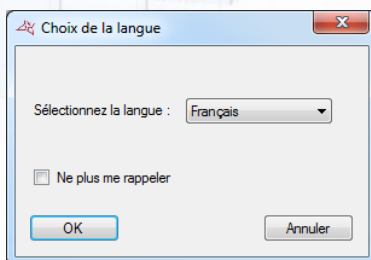 Choix de la langue
Sélectionnez la langue : Français
Ne plus me rappeler
OK Annuler